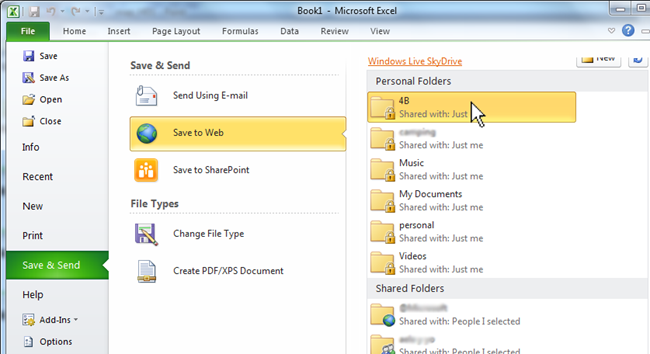 Book1 - Microsoft Excel
File Home Insert Page Layout Formulas Data Review View
Save
Save As
Open
Close
Info
Recent
New
Print
Save & Send
Help
Add-Ins
Options
Save & Send
Send Using E-mail
Save to Web
Save to SharePoint
File Types
Change File Type
Create PDF/XPS Document
Windows Live SkyDrive
New
Personal Folders
4B
Shared with: Just
Shared with: Just me
Music
Shared with: Just me
My Documents
Shared with: Just me
personal
Shared with: Just me
Videos
Shared with: Just me
Shared Folders
Shared with: People I selected
Shared with: People I selected